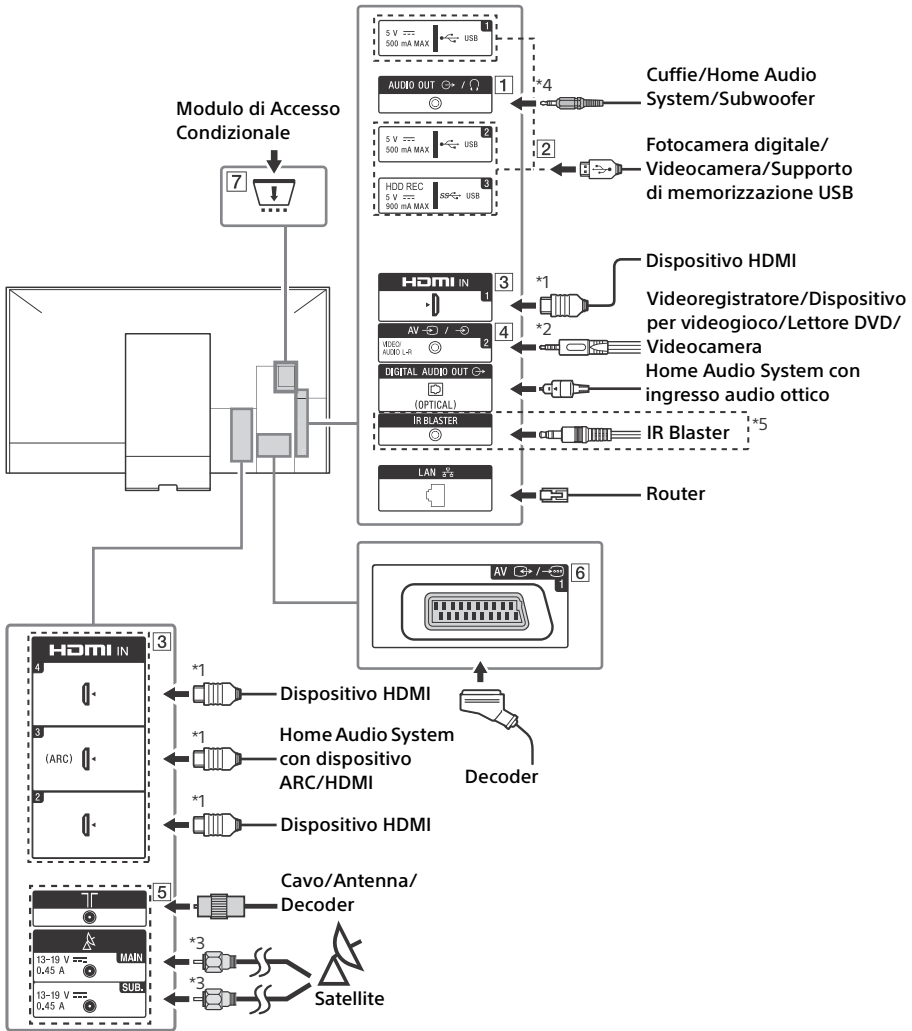 5 V
500 mA MAX
USB
1
AUDIO OUT /
1
*4
Cuffie/Home Audio
System/Subwoofer
5 V
500 mA MAX
USB
2
2
Fotocamera digitale/
Videocamera/Supporto
di memorizzazione USB
HDD REC
5 V
900 mA MAX
SS
USB
3
Modulo di Accesso
Condizionale
7
HDMI IN
1
3
*1
Dispositivo HDMI
AV /
VIDEO/
AUDIO L-R
2
4
*2
Videoregistratore/Dispositivo
per videogioco/Lettore DVD/
Videocamera
DIGITAL AUDIO OUT
(OPTICAL)
Home Audio System con
ingresso audio ottico
IR BLASTER
IR Blaster
*5
LAN
Router
AV /
1
6
Decoder
HDMI IN
3
4
*1
Dispositivo HDMI
3
(ARC)
*1
Home Audio System
con dispositivo
ARC/HDMI
2
*1
Dispositivo HDMI
5
Cavo/Antenna/
Decoder
13-19 V
0.45 A
MAIN
*3
13-19 V
0.45 A
SUB.
*3
Satellite